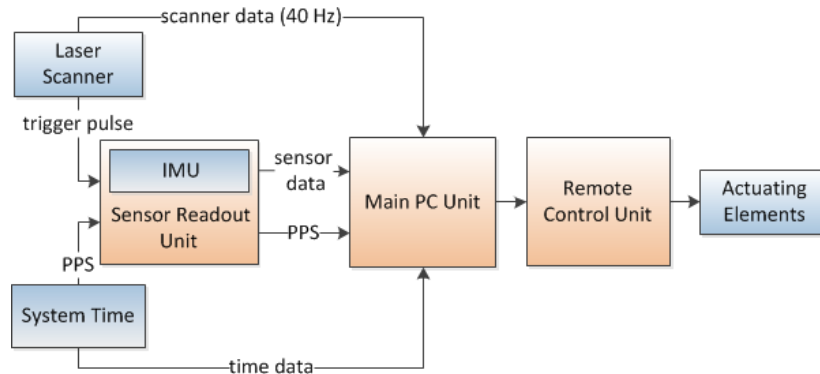 scanner data (40 Hz)
Laser
Scanner
trigger pulse
IMU
Sensor Readout
Unit
sensor
data
PPS
Main PC Unit
Remote
Control Unit
Actuating
Elements
PPS
System Time
time data